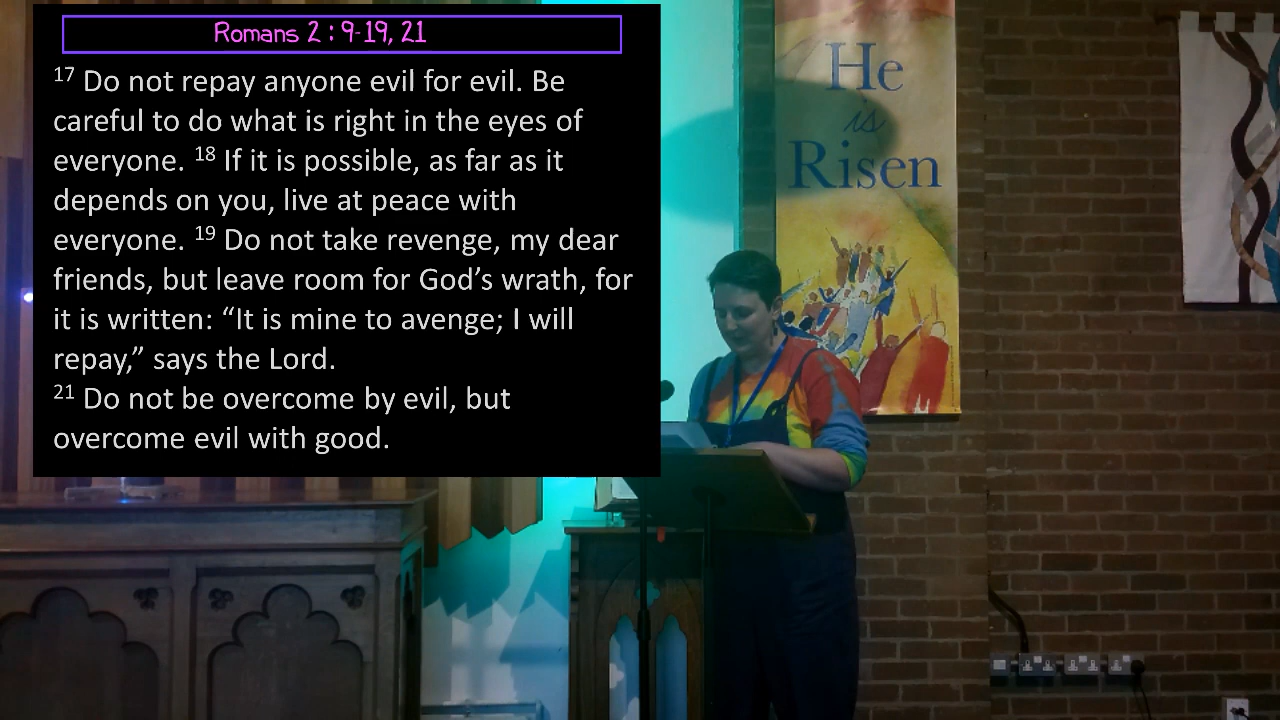 Romans 2 : 9-19, 21
17 Do not repay anyone evil for evil. Be
careful to do what is right in the eyes of
everyone. 18 If it is possible, as far as it
depends on you, live at peace with
everyone. 19 Do not take revenge, my dear
friends, but leave room for God’s wrath, for
it is written: “It is mine to avenge; I will
repay,” says the Lord.
21 Do not be overcome by evil, but
overcome evil with good.
He
is
Risen